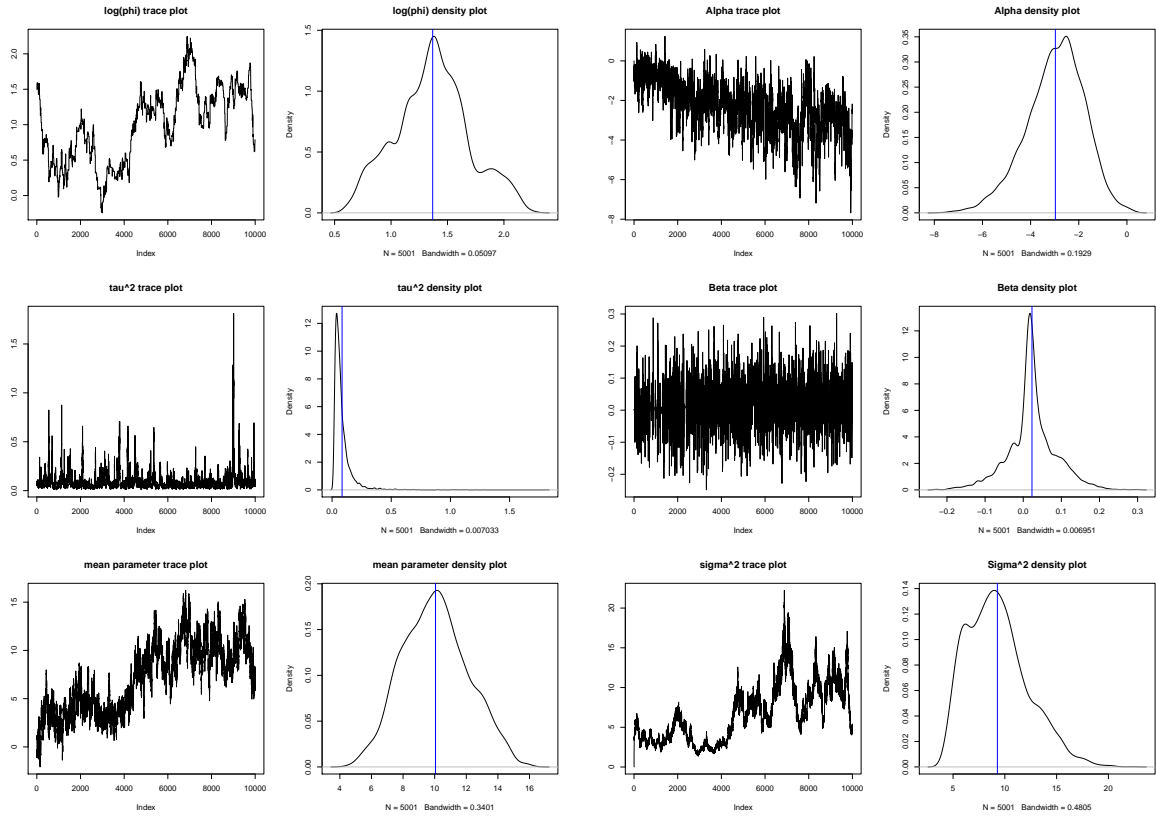 log(phi) trace plot
0.0 0.5 1.0 1.5 2.0
0 2000 4000 6000 8000 10000
Index
log(phi) density plot
Density
0.0 0.5 1.0 1.5
0.5 1.0 1.5 2.0
N = 5001 Bandwidth = 0.05097
Alpha trace plot
−8 −6 −4 −2 0
0 2000 4000 6000 8000 10000
Index
Alpha density plot
Density
0.00 0.05 0.10 0.15 0.20 0.25 0.30 0.35
−8 −6 −4 −2 0
N = 5001 Bandwidth = 0.1929
tau^2 trace plot
0.0 0.5 1.0 1.5
0 2000 4000 6000 8000 10000
Index
tau^2 density plot
Density
0 2 4 6 8 10 12
0.0 0.5 1.0 1.5
N = 5001 Bandwidth = 0.007033
Beta trace plot
−0.2 −0.1 0.0 0.1 0.2 0.3
0 2000 4000 6000 8000 10000
Index
Beta density plot
Density
0 2 4 6 8 10 12
−0.2 −0.1 0.0 0.1 0.2 0.3
N = 5001 Bandwidth = 0.006951
mean parameter trace plot
0 5 10 15
0 2000 4000 6000 8000 10000
Index
mean parameter density plot
Density
0.00 0.05 0.10 0.15 0.20
4 6 8 10 12 14 16
N = 5001 Bandwidth = 0.3401
sigma^2 trace plot
0 5 10 15 20
0 2000 4000 6000 8000 10000
Index
Sigma^2 density plot
Density
0.00 0.02 0.04 0.06 0.08 0.10 0.12 0.14
5 10 15 20
N = 5001 Bandwidth = 0.4805